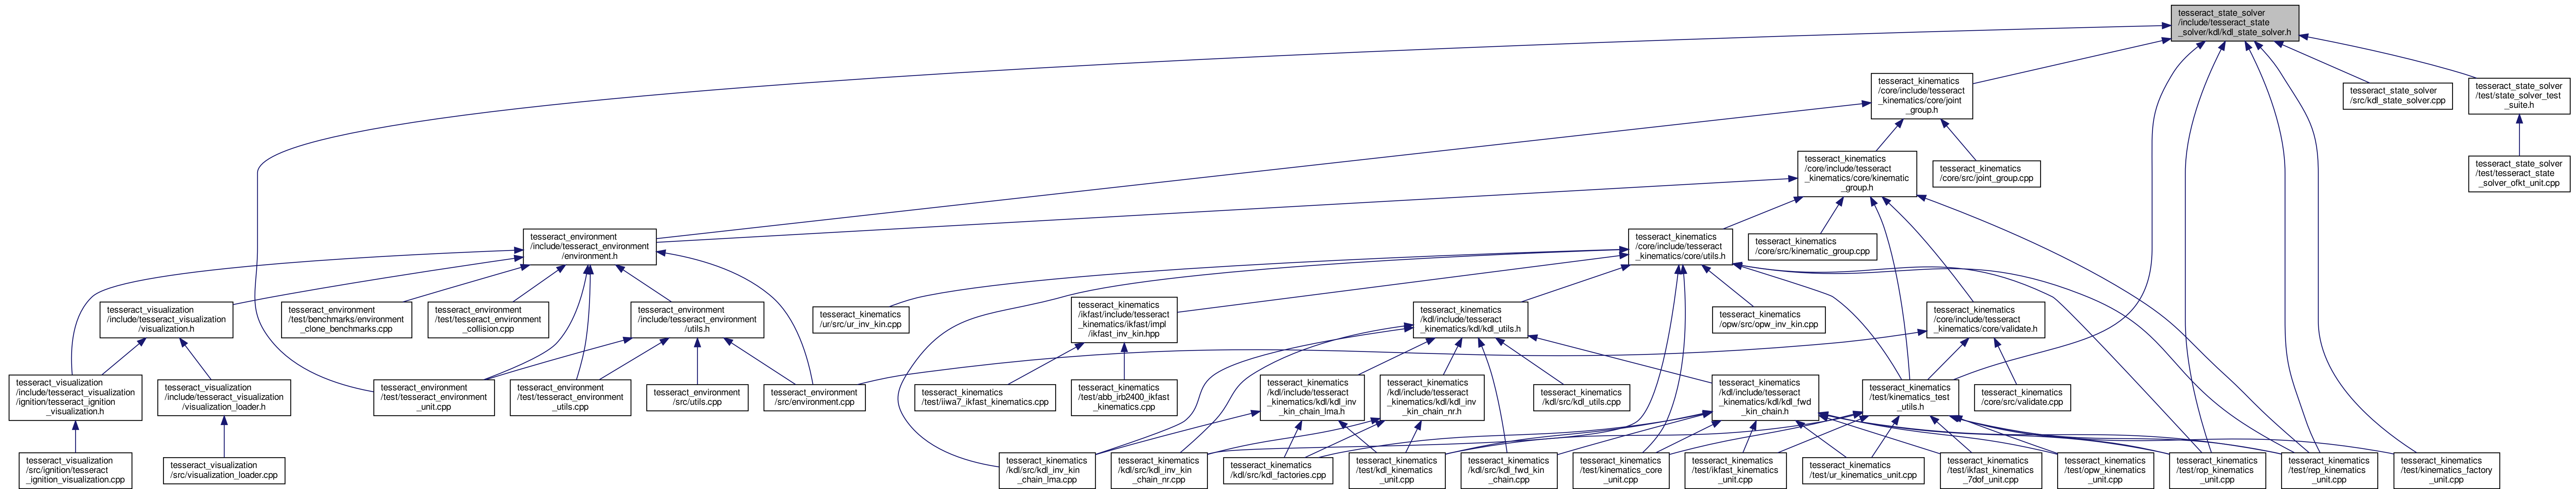 tesseract_state_solver
/include/tesseract_state
_solver/kdl/kdl_state_solver.h
tesseract_kinematics
/core/include/tesseract
_kinematics/core/joint
_group.h
tesseract_state_solver
/src/kdl_state_solver.cpp
tesseract_state_solver
/test/state_solver_test
_suite.h
tesseract_kinematics
/core/include/tesseract
_kinematics/core/kinematic
_group.h
tesseract_kinematics
/core/src/joint_group.cpp
tesseract_state_solver
/test/tesseract_state
_solver_ofkt_unit.cpp
tesseract_environment
/include/tesseract_environment
/environment.h
tesseract_kinematics
/core/include/tesseract
_kinematics/core/utils.h
tesseract_kinematics
/core/src/kinematic_group.cpp
tesseract_visualization
/include/tesseract_visualization
/visualization.h
tesseract_environment
/test/benchmarks/environment
_clone_benchmarks.cpp
tesseract_environment
/test/tesseract_environment
_collision.cpp
tesseract_environment
/include/tesseract_environment
/utils.h
tesseract_kinematics
/ur/src/ur_inv_kin.cpp
tesseract_kinematics
/ikfast/include/tesseract
_kinematics/ikfast/impl
/ikfast_inv_kin.hpp
tesseract_kinematics
/kdl/include/tesseract
_kinematics/kdl/kdl_utils.h
tesseract_kinematics
/opw/src/opw_inv_kin.cpp
tesseract_kinematics
/core/include/tesseract
_kinematics/core/validate.h
tesseract_visualization
/include/tesseract_visualization
/ignition/tesseract_ignition
_visualization.h
tesseract_visualization
/include/tesseract_visualization
/visualization_loader.h
tesseract_environment
/test/tesseract_environment
_unit.cpp
tesseract_environment
/test/tesseract_environment
_utils.cpp
tesseract_environment
/src/utils.cpp
tesseract_environment
/src/environment.cpp
tesseract_kinematics
/test/iiwa7_ikfast_kinematics.cpp
tesseract_kinematics
/test/abb_irb2400_ikfast
_kinematics.cpp
tesseract_kinematics
/kdl/include/tesseract
_kinematics/kdl/kdl_inv
_kin_chain_lma.h
tesseract_kinematics
/kdl/include/tesseract
_kinematics/kdl/kdl_inv
_kin_chain_nr.h
tesseract_kinematics
/kdl/src/kdl_utils.cpp
tesseract_kinematics
/kdl/include/tesseract
_kinematics/kdl/kdl_fwd
_kin_chain.h
tesseract_kinematics
/test/kinematics_test
_utils.h
tesseract_kinematics
/core/src/validate.cpp
tesseract_visualization
/src/ignition/tesseract
_ignition_visualization.cpp
tesseract_visualization
/src/visualization_loader.cpp
tesseract_kinematics
/kdl/src/kdl_inv_kin
_chain_lma.cpp
tesseract_kinematics
/kdl/src/kdl_inv_kin
_chain_nr.cpp
tesseract_kinematics
/kdl/src/kdl_factories.cpp
tesseract_kinematics
/test/kdl_kinematics
_unit.cpp
tesseract_kinematics
/kdl/src/kdl_fwd_kin
_chain.cpp
tesseract_kinematics
/test/kinematics_core
_unit.cpp
tesseract_kinematics
/test/ikfast_kinematics
_unit.cpp
tesseract_kinematics
/test/ur_kinematics_unit.cpp
tesseract_kinematics
/test/ikfast_kinematics
_7dof_unit.cpp
tesseract_kinematics
/test/opw_kinematics
_unit.cpp
tesseract_kinematics
/test/rop_kinematics
_unit.cpp
tesseract_kinematics
/test/rep_kinematics
_unit.cpp
tesseract_kinematics
/test/kinematics_factory
_unit.cpp